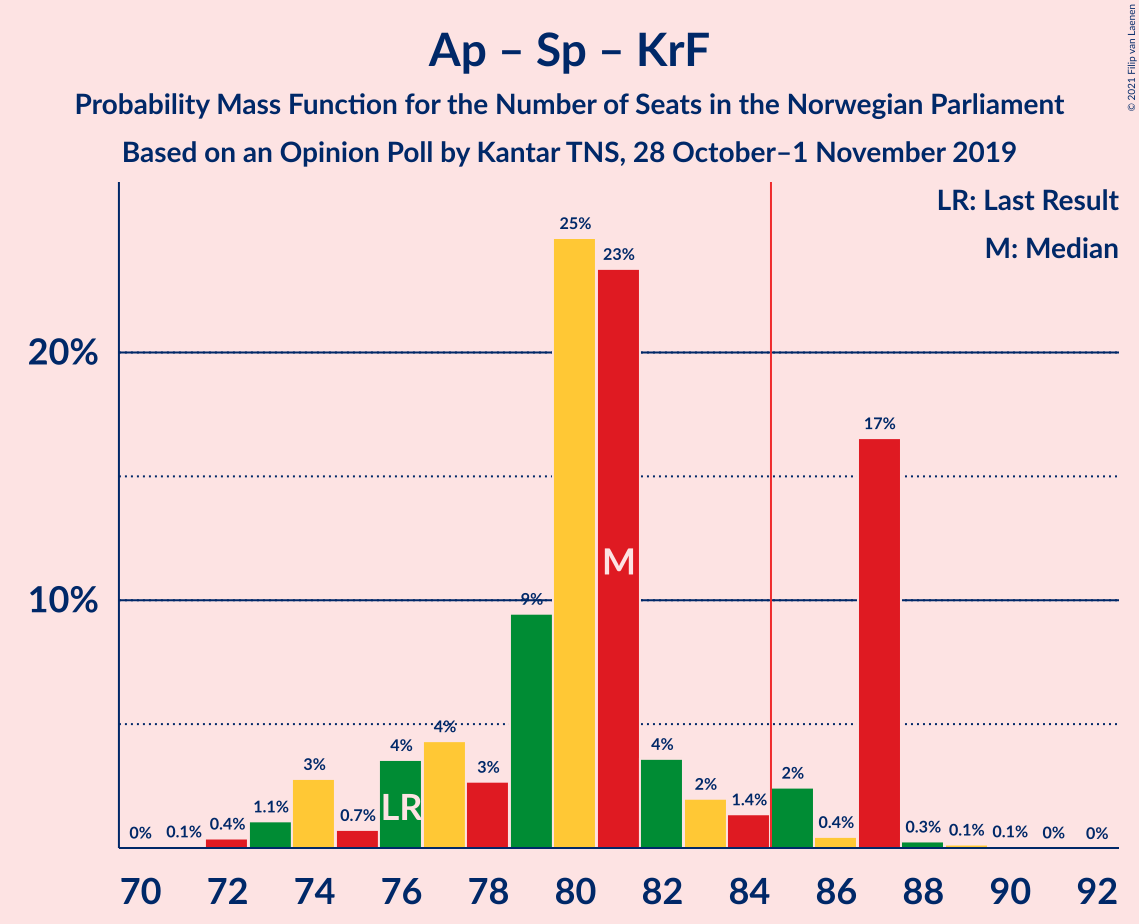 Ap – Sp – KrF
Probability Mass Function for the Number of Seats in the Norwegian Parliament
Based on an Opinion Poll by Kantar TNS, 28 October–1 November 2019
© 2021 Filip van Laenen
LR: Last Result
M: Median
20%
10%
0%
0.1%
0.4%
1.1%
3%
0.7%
4%
4%
3%
9%
25%
23%
4%
2%
1.4%
2%
0.4%
17%
0.3%
0.1%
0.1%
0%
0%
LR
M
70 72 74 76 78 80 82 84 86 88 90 92